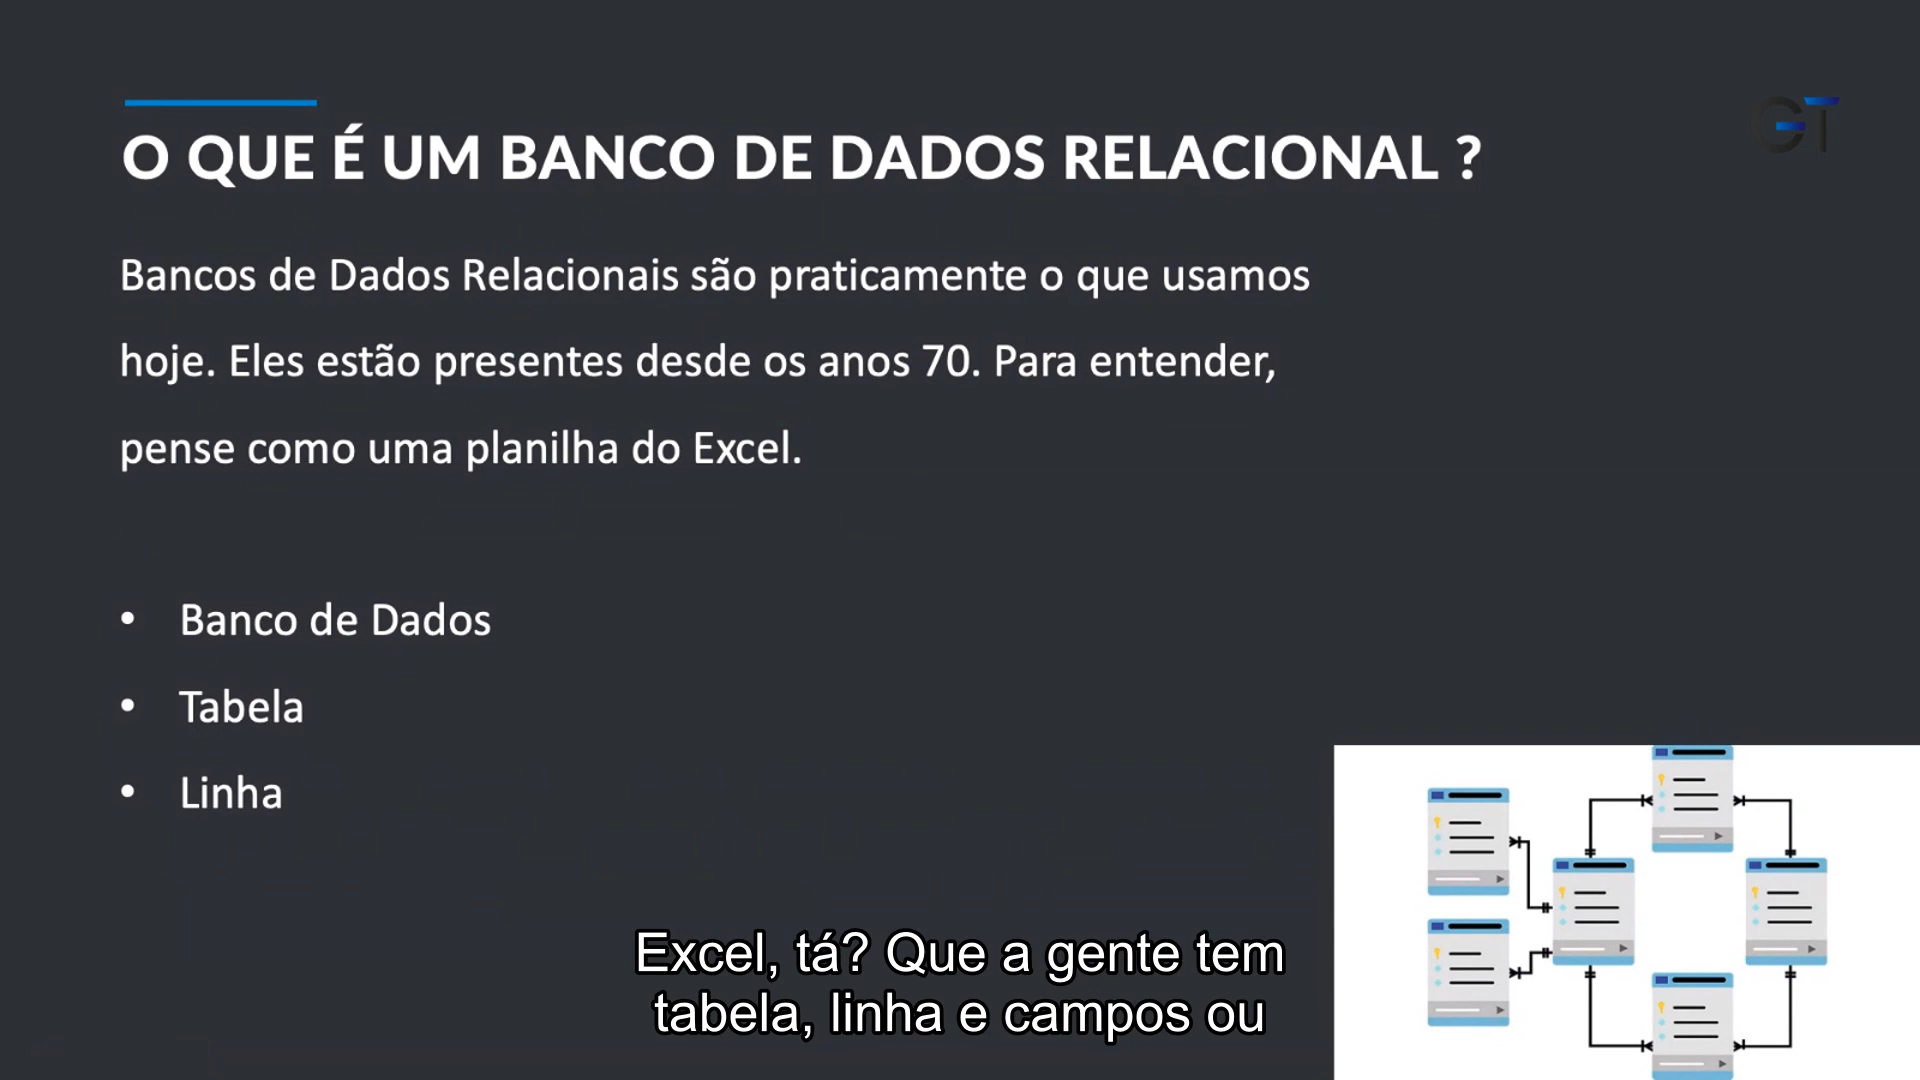 GT
O QUE É UM BANCO DE DADOS RELACIONAL ?
Bancos de Dados Relacionais são praticamente o que usamos
hoje. Eles estão presentes desde os anos 70. Para entender,
pense como uma planilha do Excel.
• Banco de Dados
• Tabela
• Linha
Excel, tá? Que a gente tem
tabela, linha e campos ou